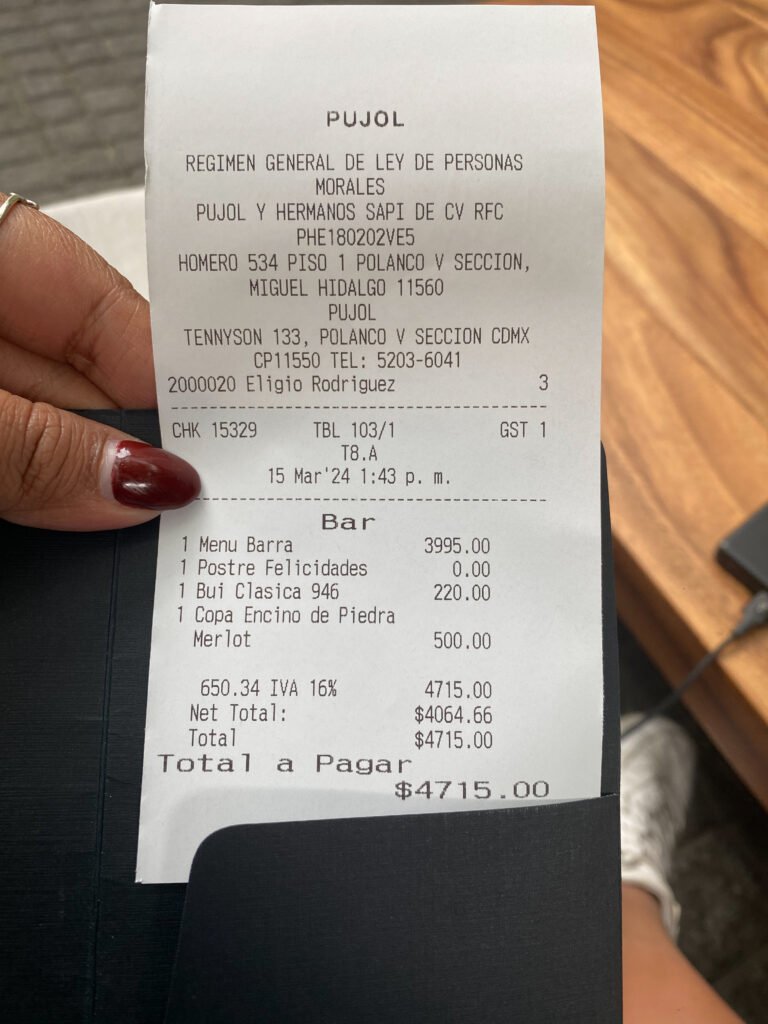 PUJOL
REGIMEN GENERAL DE LEY DE PERSONAS
MORALES
PUJOL Y HERMANOS SAPI DE CV RFC
PHE180202VE5
HOMERO 534 PISO 1 POLANCO V SECCION,
MIGUEL HIDALGO 11560
PUJOL
TENNYSON 133, POLANCO V SECCION CDMX
CP11550 TEL: 5203-6041
2000020 Eligio Rodriguez 3
CHK 15329 TBL 103/1 GST 1
T8.A
15 Mar'24 1:43 p. m.
Bar
1 Menu Barra 3995.00
1 Postre Felicidades 0.00
1 Bui Clasica 946 220.00
1 Copa Encino de Piedra
Merlot 500.00
650.34 IVA 16% 4715.00
Net Total: $4064.66
Total $4715.00
Total a Pagar
$4715.00